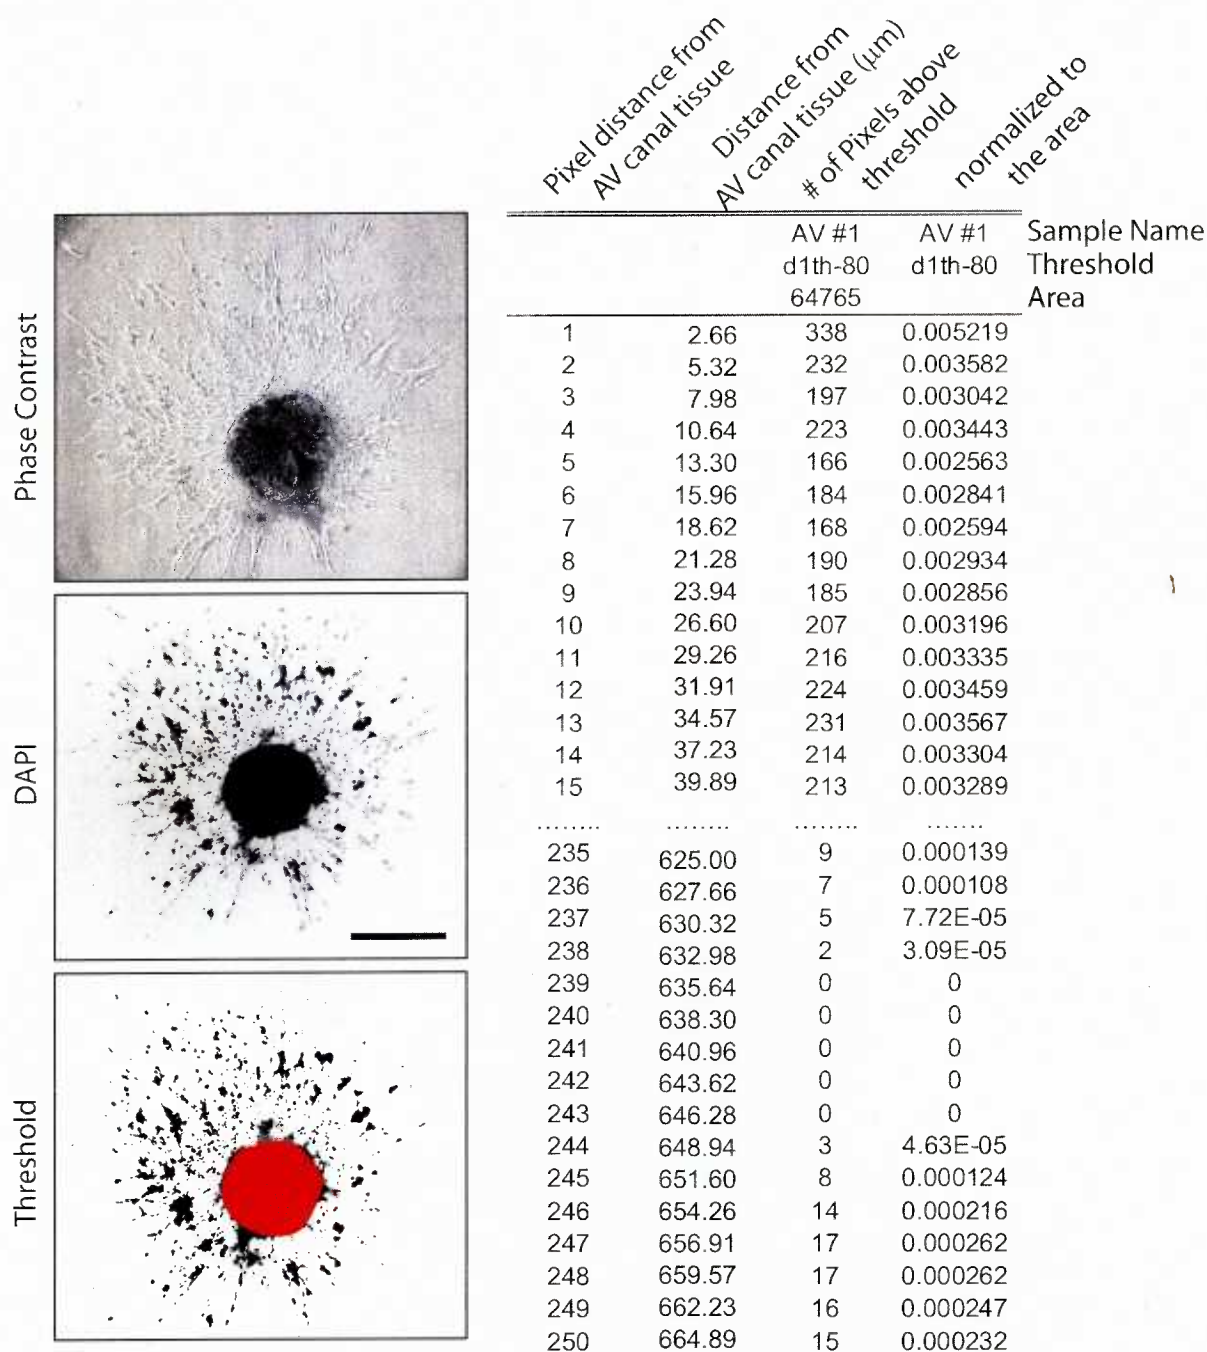 Pixel distance from
AV canal tissue
Distance from
AV canal tissue (µm)
# of Pixels above
threshold
normalized to
the area
AV #1 AV #1 Sample Name
d1th-80 d1th-80 Threshold
64765 Area
1 2.66 338 0.005219
2 5.32 232 0.003582
3 7.98 197 0.003042
4 10.64 223 0.003443
5 13.30 166 0.002563
6 15.96 184 0.002841
7 18.62 168 0.002594
8 21.28 190 0.002934
9 23.94 185 0.002856
10 26.60 207 0.003196
11 29.26 216 0.003335
12 31.91 224 0.003459
13 34.57 231 0.003567
14 37.23 214 0.003304
15 39.89 213 0.003289
........ ........ ........ .......
235 625.00 9 0.000139
236 627.66 7 0.000108
237 630.32 5 7.72E-05
238 632.98 2 3.09E-05
239 635.64 0 0
240 638.30 0 0
241 640.96 0 0
242 643.62 0 0
243 646.28 0 0
244 648.94 3 4.63E-05
245 651.60 8 0.000124
246 654.26 14 0.000216
247 656.91 17 0.000262
248 659.57 17 0.000262
249 662.23 16 0.000247
250 664.89 15 0.000232
Phase Contrast
DAPI
Threshold